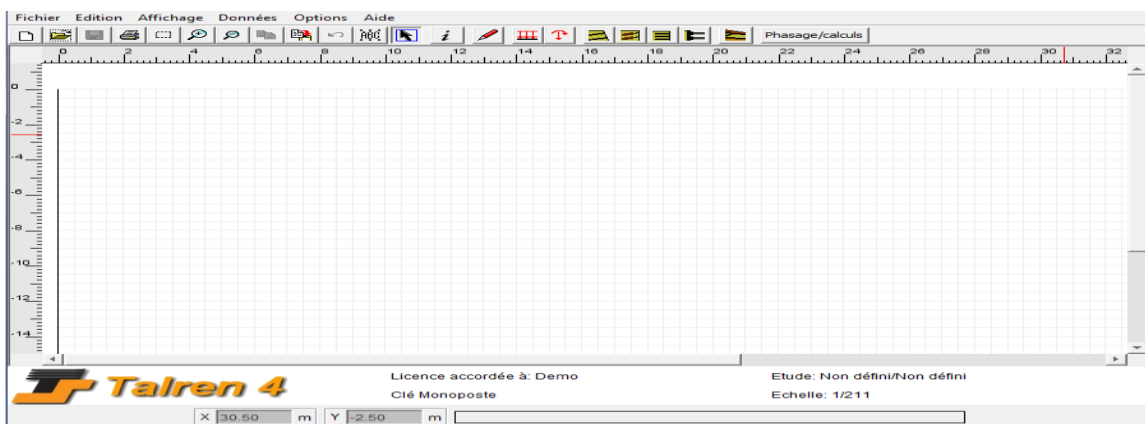 Fichier Edition Affichage Données Options Aide
Phasage/calculs
0 2 4 6 8 10 12 14 16 18 20 22 24 26 28 30 32
0
-2
-4
-6
-8
-10
-12
-14
Talren 4
Licence accordée à: Demo
Etude: Non défini/Non défini
Clé Monoposte
Echelle: 1/211
X 30.50 m Y -2.50 m